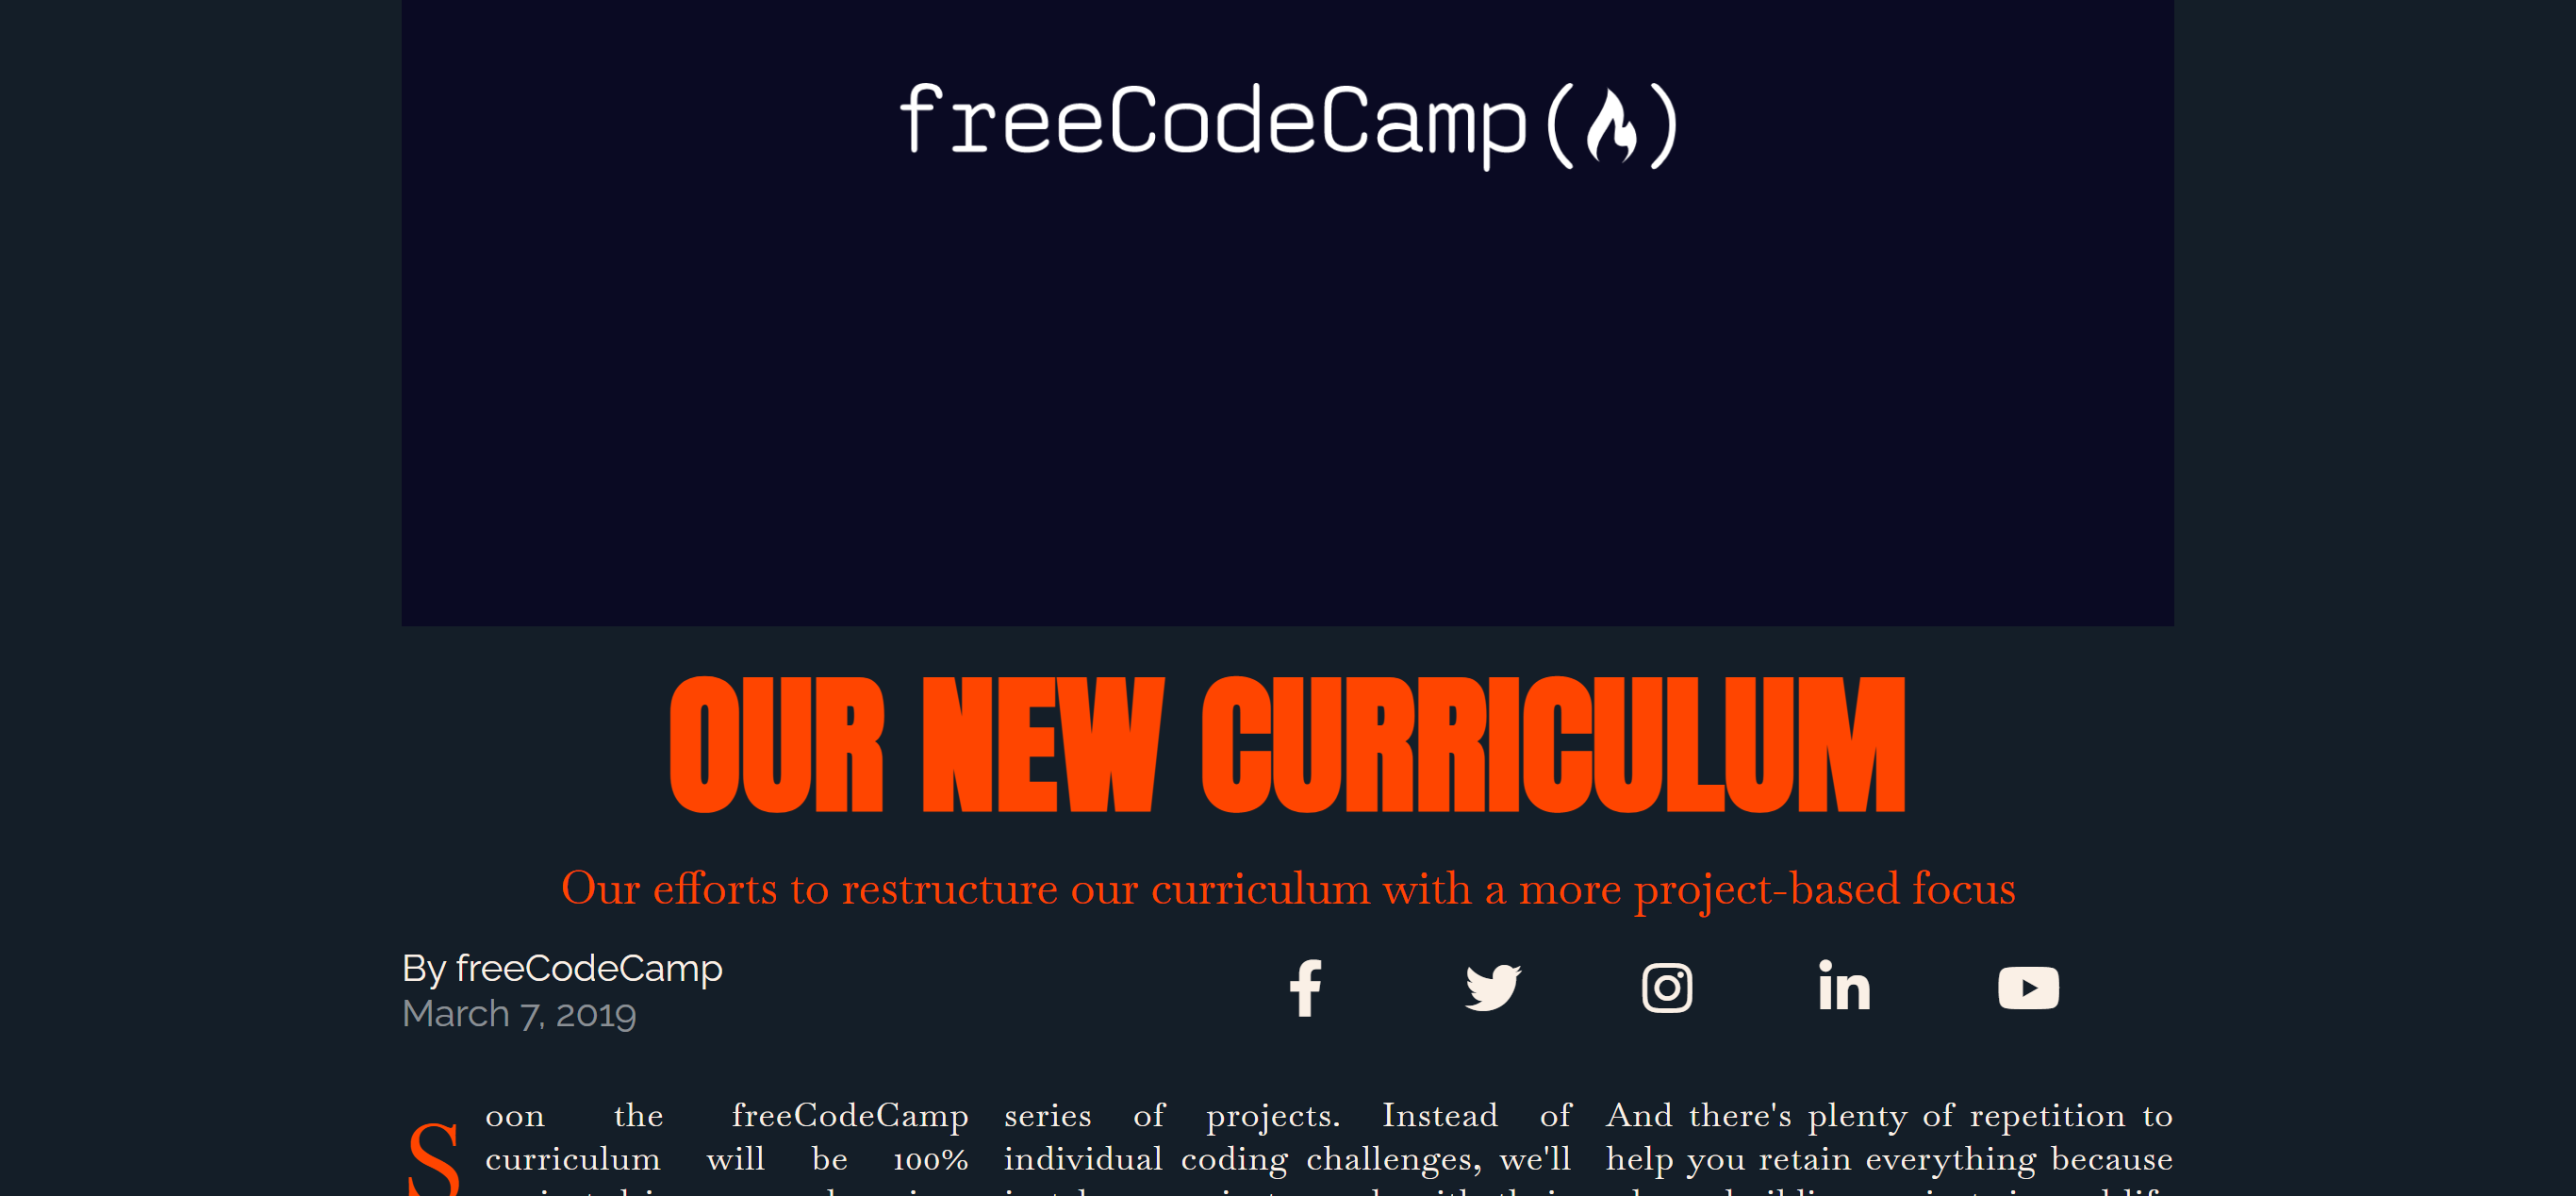 freeCodeCamp
OUR NEW CURRICULUM
Our efforts to restructure our curriculum with a more project-based focus
By freeCodeCamp
March 7, 2019
Soon the freeCodeCamp
curriculum will be 100%
series of projects. Instead of
individual coding challenges, we'll
And there's plenty of repetition to
help you retain everything because